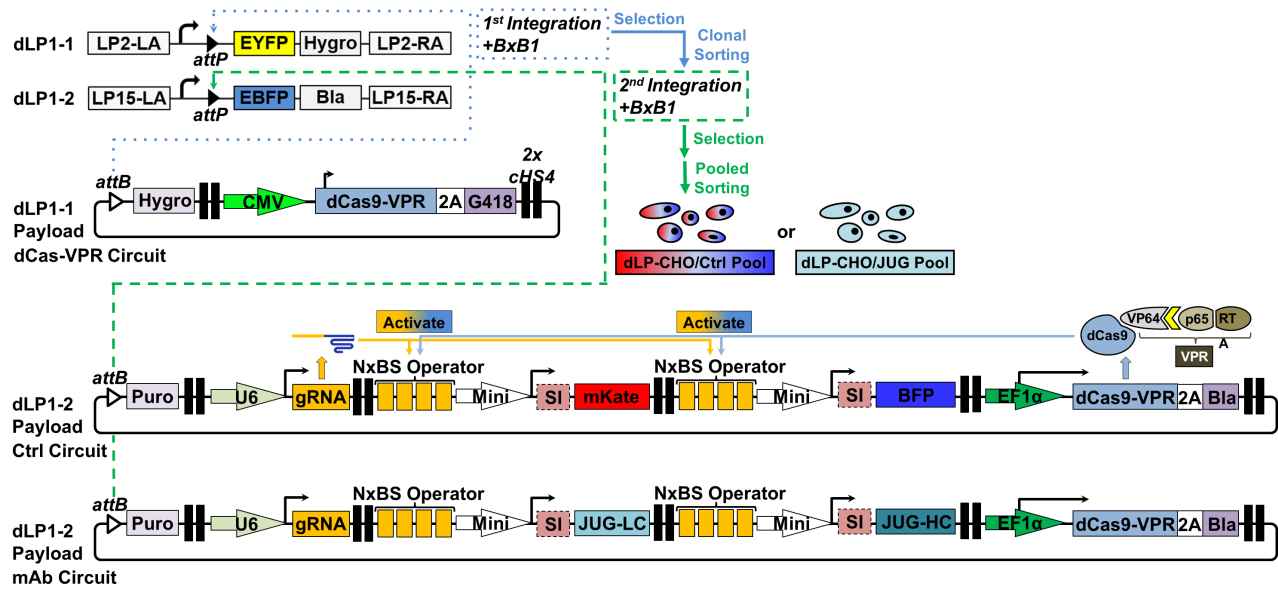 dLP1-1 LP2-LA attP EYFP Hygro LP2-RA
1st Integration
+BxB1
Selection
Clonal
Sorting
dLP1-2 LP15-LA attP EBFP Bla LP15-RA
2nd Integration
+BxB1
Selection
Pooled
Sorting
2x
cHS4
attB Hygro CMV dCas9-VPR 2A G418
dLP1-1
Payload
dCas-VPR Circuit
or
dLP-CHO/Ctrl Pool dLP-CHO/JUG Pool
Activate Activate
dCas9 VP64 p65 RT
A
VPR
NxBS Operator NxBS Operator
attB Puro U6 gRNA Mini SI mKate Mini SI BFP EF1α dCas9-VPR 2A Bla
dLP1-2
Payload
Ctrl Circuit
NxBS Operator NxBS Operator
attB Puro U6 gRNA Mini SI JUG-LC Mini SI JUG-HC EF1α dCas9-VPR 2A Bla
dLP1-2
Payload
mAb Circuit